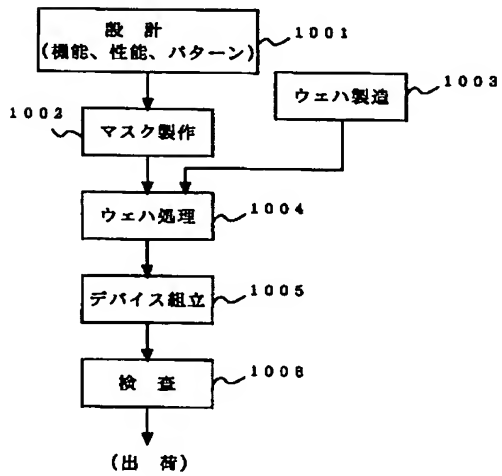 設 計
(機能、性能、パターン)
1001
1002
マスク製作
ウェハ製造
1003
ウェハ処理
1004
デバイス組立
1005
検 査
1006
(出 荷)